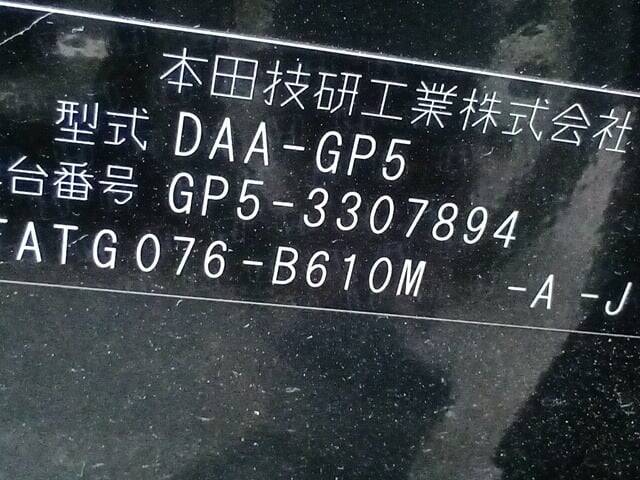 本田技研工業株式会社
型式 DAA-GP5
台番号 GP5-3307894
ATG076-B610M -A -J